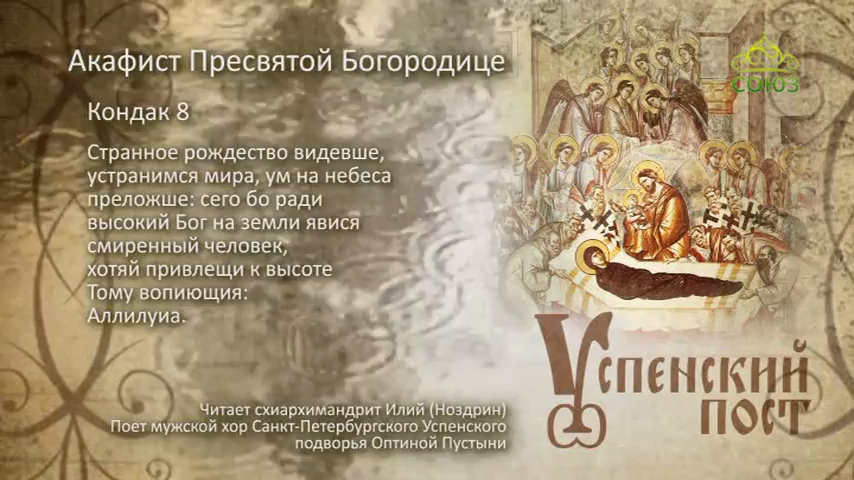 Акафист Пресвятой Богородице
СОЮЗ
Кондак 8
Странное рождество видевше,
устранимся мира, ум на небеса
преложше: сего бо ради
высокий Бог на земли явися
смиренный человек,
хотяй привлещи к высоте
Тому вопиющия:
Аллилуиа.
Успенский
пост
Читает схиархимандрит Илий (Ноздрин)
Поет мужской хор Санкт-Петербургского Успенского
подворья Оптиной Пустыни